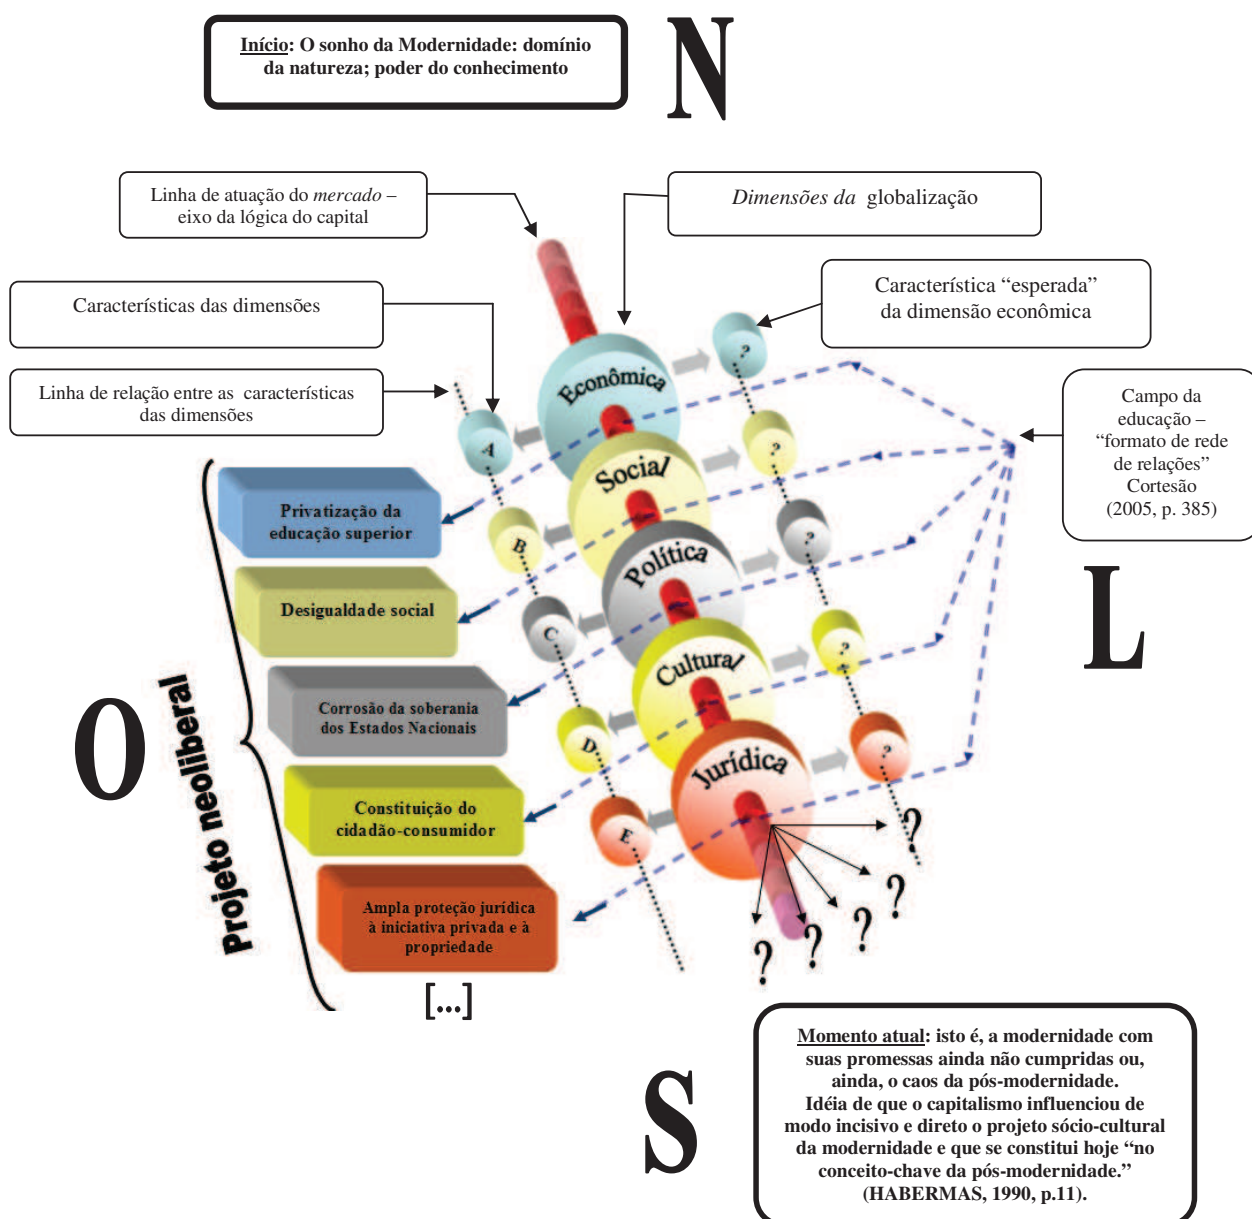 Início: O sonho da Modernidade: domínio
da natureza; poder do conhecimento
N
Linha de atuação do mercado –
eixo da lógica do capital
Dimensões da globalização
Características das dimensões
Característica “esperada”
da dimensão econômica
Linha de relação entre as características
das dimensões
Campo da
educação –
“formato de rede
de relações”
Cortesão
(2005, p. 385)
Econômica
A
?
Social
B
?
Política
C
?
Cultural
D
?
Jurídica
E
?
Privatização da
educação superior
Desigualdade social
Corrosão da soberania
dos Estados Nacionais
Constituição do
cidadão-consumidor
Ampla proteção jurídica
à iniciativa privada e à
propriedade
[...]
Projeto neoliberal
O
L
?
?
?
?
?
S
Momento atual: isto é, a modernidade com
suas promessas ainda não cumpridas ou,
ainda, o caos da pós-modernidade.
Idéia de que o capitalismo influenciou de
modo incisivo e direto o projeto sócio-cultural
da modernidade e que se constitui hoje “no
conceito-chave da pós-modernidade.”
(HABERMAS, 1990, p.11).